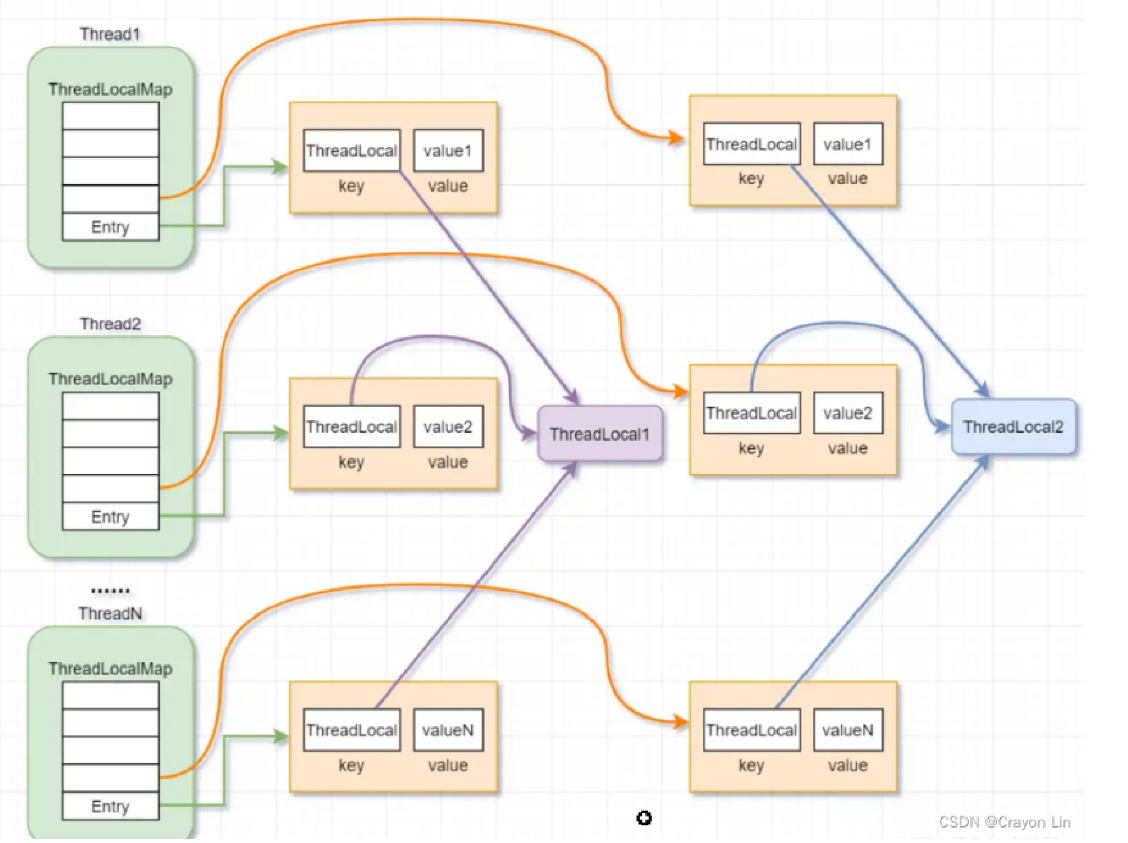 Thread1
ThreadLocalMap
Entry
ThreadLocal value1
key value
ThreadLocal value1
key value
Thread2
ThreadLocalMap
Entry
ThreadLocal value2
key value
ThreadLocal1
ThreadLocal value2
key value
ThreadLocal2
......
ThreadN
ThreadLocalMap
Entry
ThreadLocal valueN
key value
ThreadLocal valueN
key value
CSDN @Crayon Lin